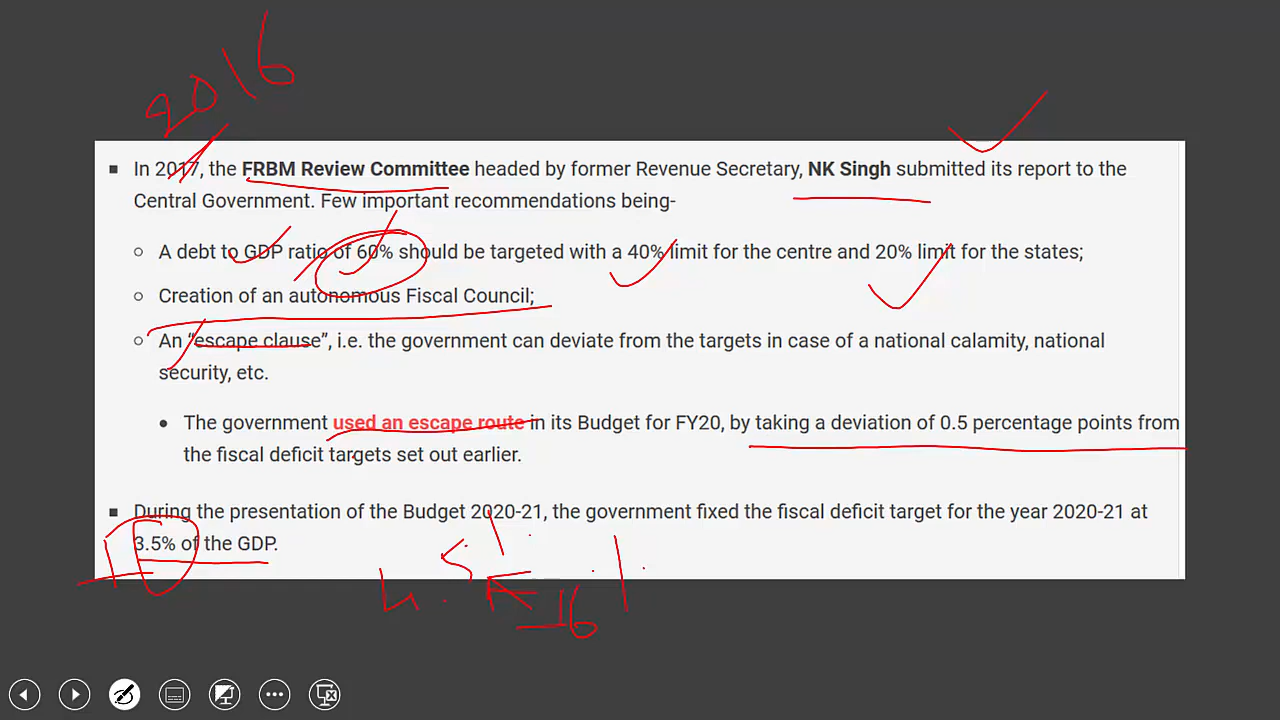 2016
In 2017, the FRBM Review Committee headed by former Revenue Secretary, NK Singh submitted its report to the
Central Government. Few important recommendations being-
A debt to GDP ratio of 60% should be targeted with a 40% limit for the centre and 20% limit for the states;
Creation of an autonomous Fiscal Council;
An “escape clause”, i.e. the government can deviate from the targets in case of a national calamity, national
security, etc.
The government used an escape route in its Budget for FY20, by taking a deviation of 0.5 percentage points from
the fiscal deficit targets set out earlier.
During the presentation of the Budget 2020-21, the government fixed the fiscal deficit target for the year 2020-21 at
3.5% of the GDP.